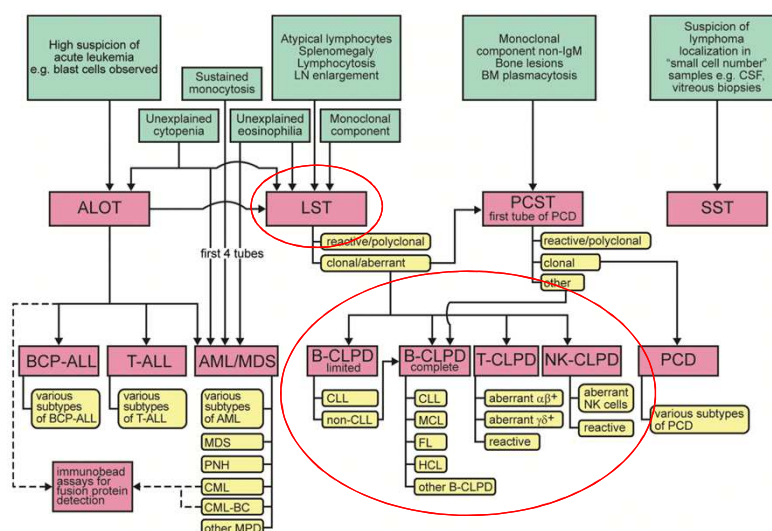 High suspicion of
acute leukemia
e.g. blast cells observed
Sustained
monocytosis
Atypical lymphocytes
Splenomegaly
Lymphocytosis
LN enlargement
Monoclonal
component non-IgM
Bone lesions
BM plasmacytosis
Suspicion of
lymphoma
localization in
“small cell number”
samples e.g. CSF,
vitreous biopsies
Unexplained
cytopenia
Unexplained
eosinophilia
Monoclonal
component
ALOT
LST
PCST
first tube of PCD
SST
first 4 tubes
reactive/polyclonal
clonal/aberrant
reactive/polyclonal
clonal
other
BCP-ALL
T-ALL
AML/MDS
B-CLPD
limited
B-CLPD
complete
T-CLPD
NK-CLPD
PCD
various
subtypes
of BCP-ALL
various
subtypes
of T-ALL
various
subtypes
of AML
MDS
PNH
CML
CML-BC
other MPD
CLL
non-CLL
CLL
MCL
FL
HCL
other B-CLPD
aberrant αβ+
aberrant γδ+
reactive
aberrant
NK cells
reactive
various subtypes
of PCD
immunobead
assays for
fusion protein
detection